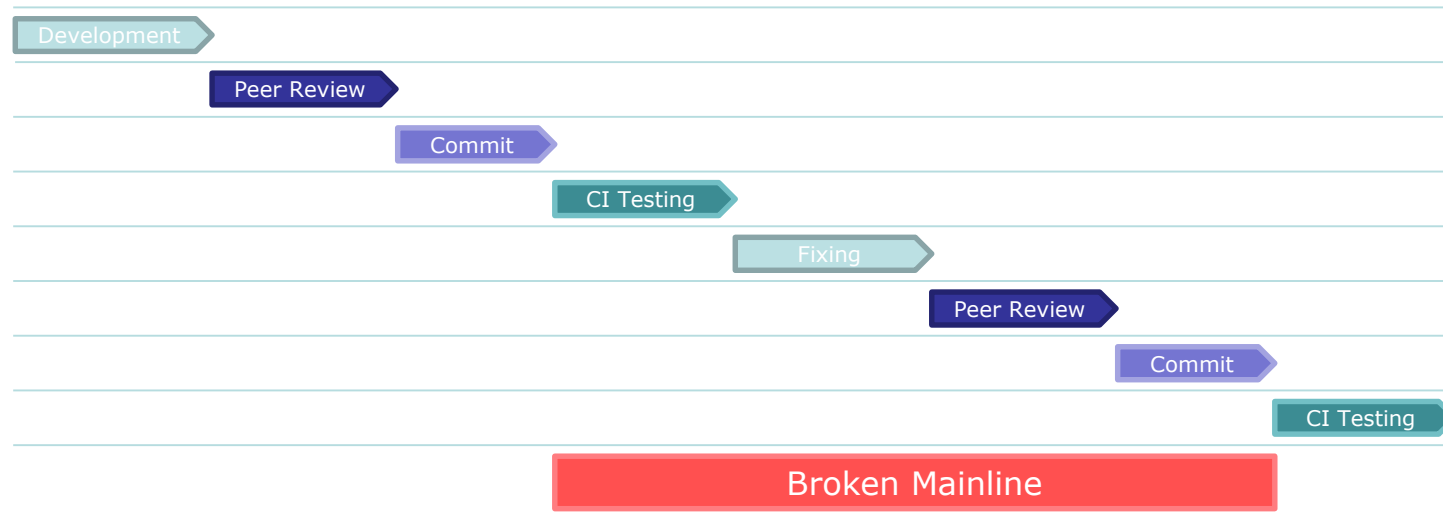 Development
Peer Review
Commit
CI Testing
Fixing
Peer Review
Commit
CI Testing
Broken Mainline